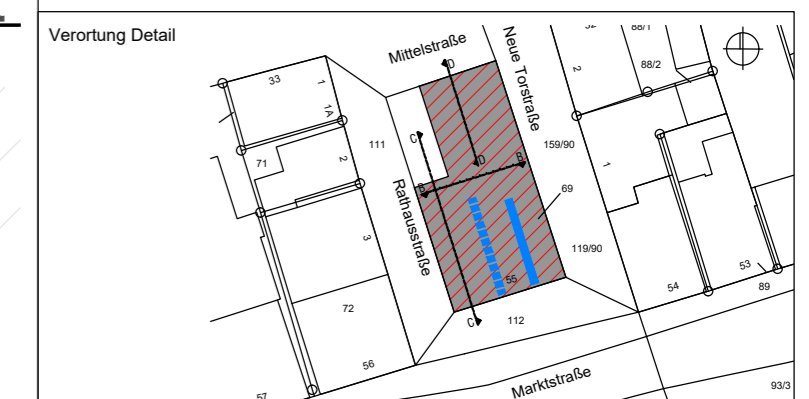 Verortung Detail
Mittelstraße
Neue Torstraße
Rathausstraße
Marktstraße
33
1
1A
71
2
111
3
72
56
57
D
D
C
C
B
B
55
112
69
159/90
119/90
2
1
88/1
88/2
54
53
89
93/3